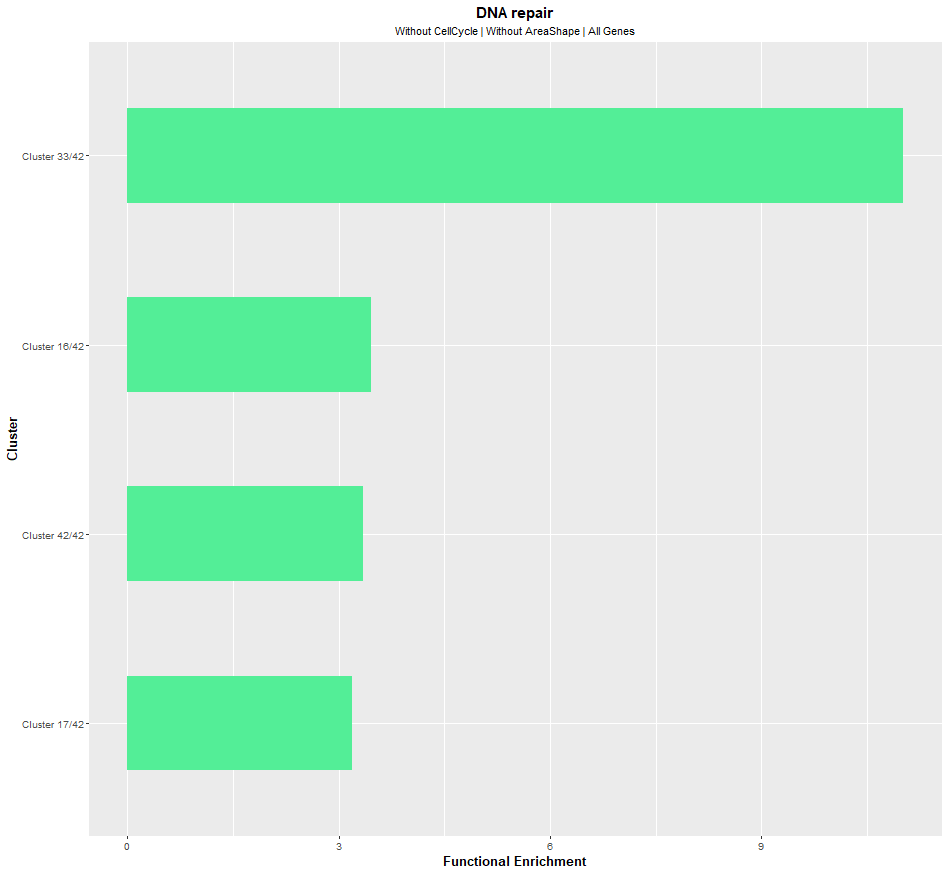 DNA repair
Without CellCycle | Without AreaShape | All Genes
Cluster 33/42
Cluster 16/42
Cluster 42/42
Cluster 17/42
Cluster
0 3 6 9
Functional Enrichment